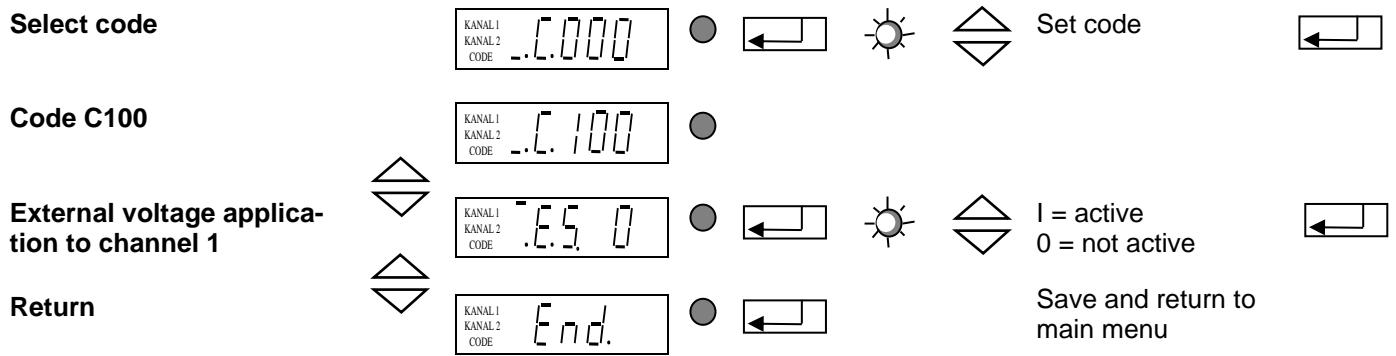 Select code
KANAL 1
KANAL 2
CODE
_.C.000
Set code
Code C100
KANAL 1
KANAL 2
CODE
_.C.100
External voltage applica-
tion to channel 1
KANAL 1
KANAL 2
CODE
¯.E.S. 0
I = active
0 = not active
Return
KANAL 1
KANAL 2
CODE
End.
Save and return to
main menu